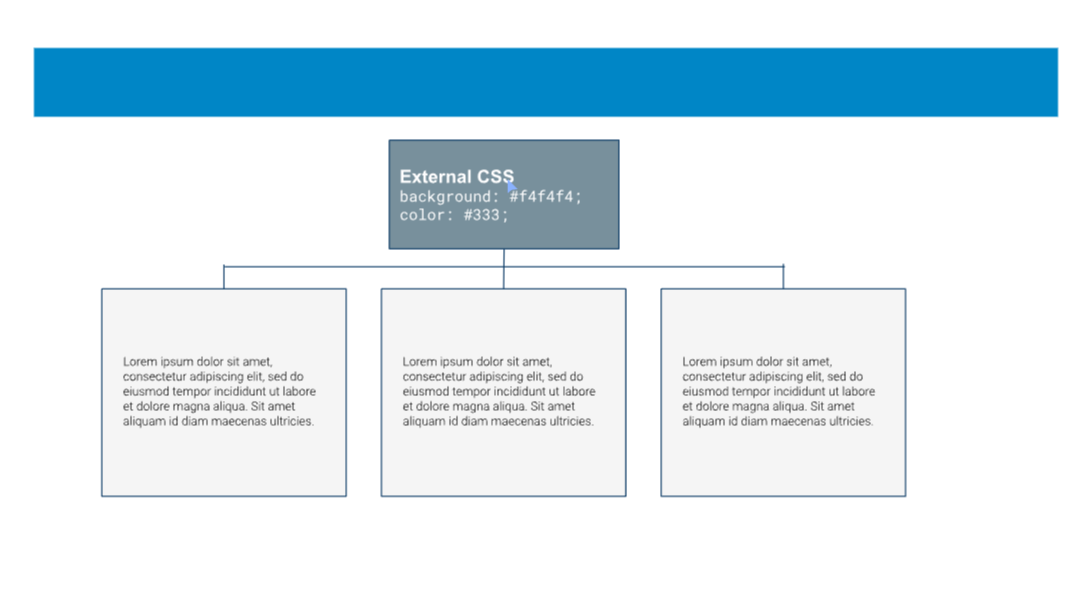 External CSS
background: #f4f4f4;
color: #333;
Lorem ipsum dolor sit amet,
consectetur adipiscing elit, sed do
eiusmod tempor incididunt ut labore
et dolore magna aliqua. Sit amet
aliquam id diam maecenas ultricies.
Lorem ipsum dolor sit amet,
consectetur adipiscing elit, sed do
eiusmod tempor incididunt ut labore
et dolore magna aliqua. Sit amet
aliquam id diam maecenas ultricies.
Lorem ipsum dolor sit amet,
consectetur adipiscing elit, sed do
eiusmod tempor incididunt ut labore
et dolore magna aliqua. Sit amet
aliquam id diam maecenas ultricies.